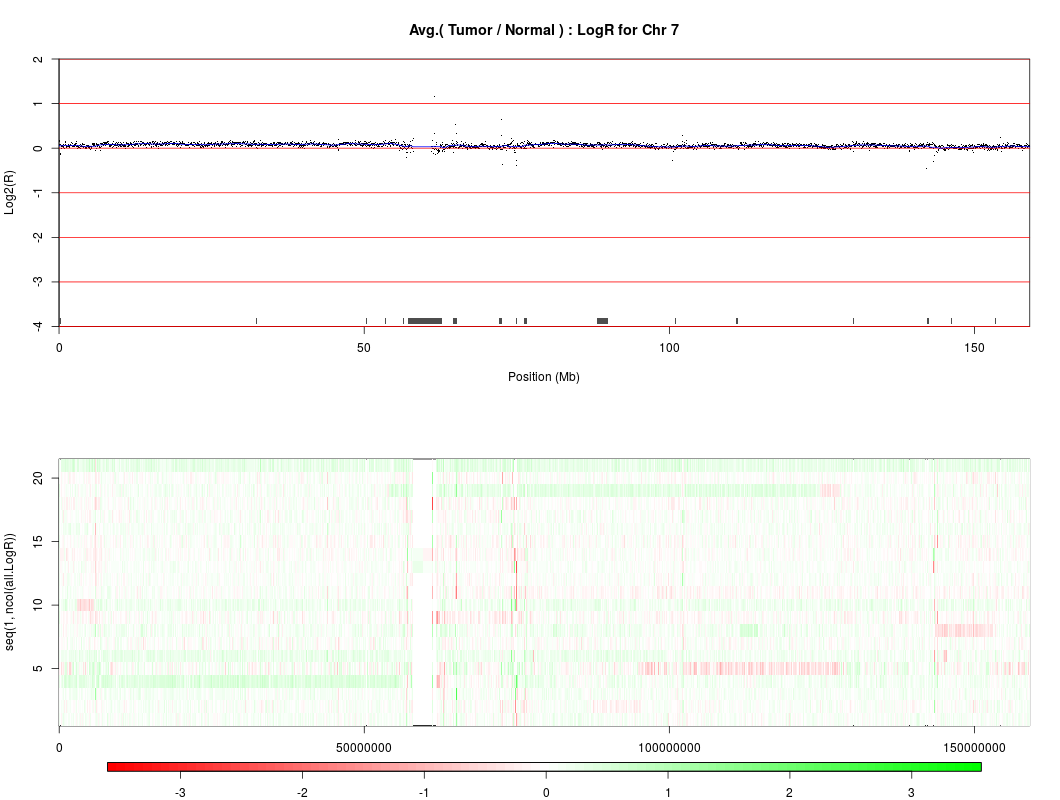 Avg.( Tumor / Normal ) : LogR for Chr 7
2
1
0
-1
-2
-3
-4
Log2(R)
0 50 100 150
Position (Mb)
20
15
10
5
seq(1, ncol(all.LogR))
0 50000000 100000000 150000000
-3 -2 -1 0 1 2 3